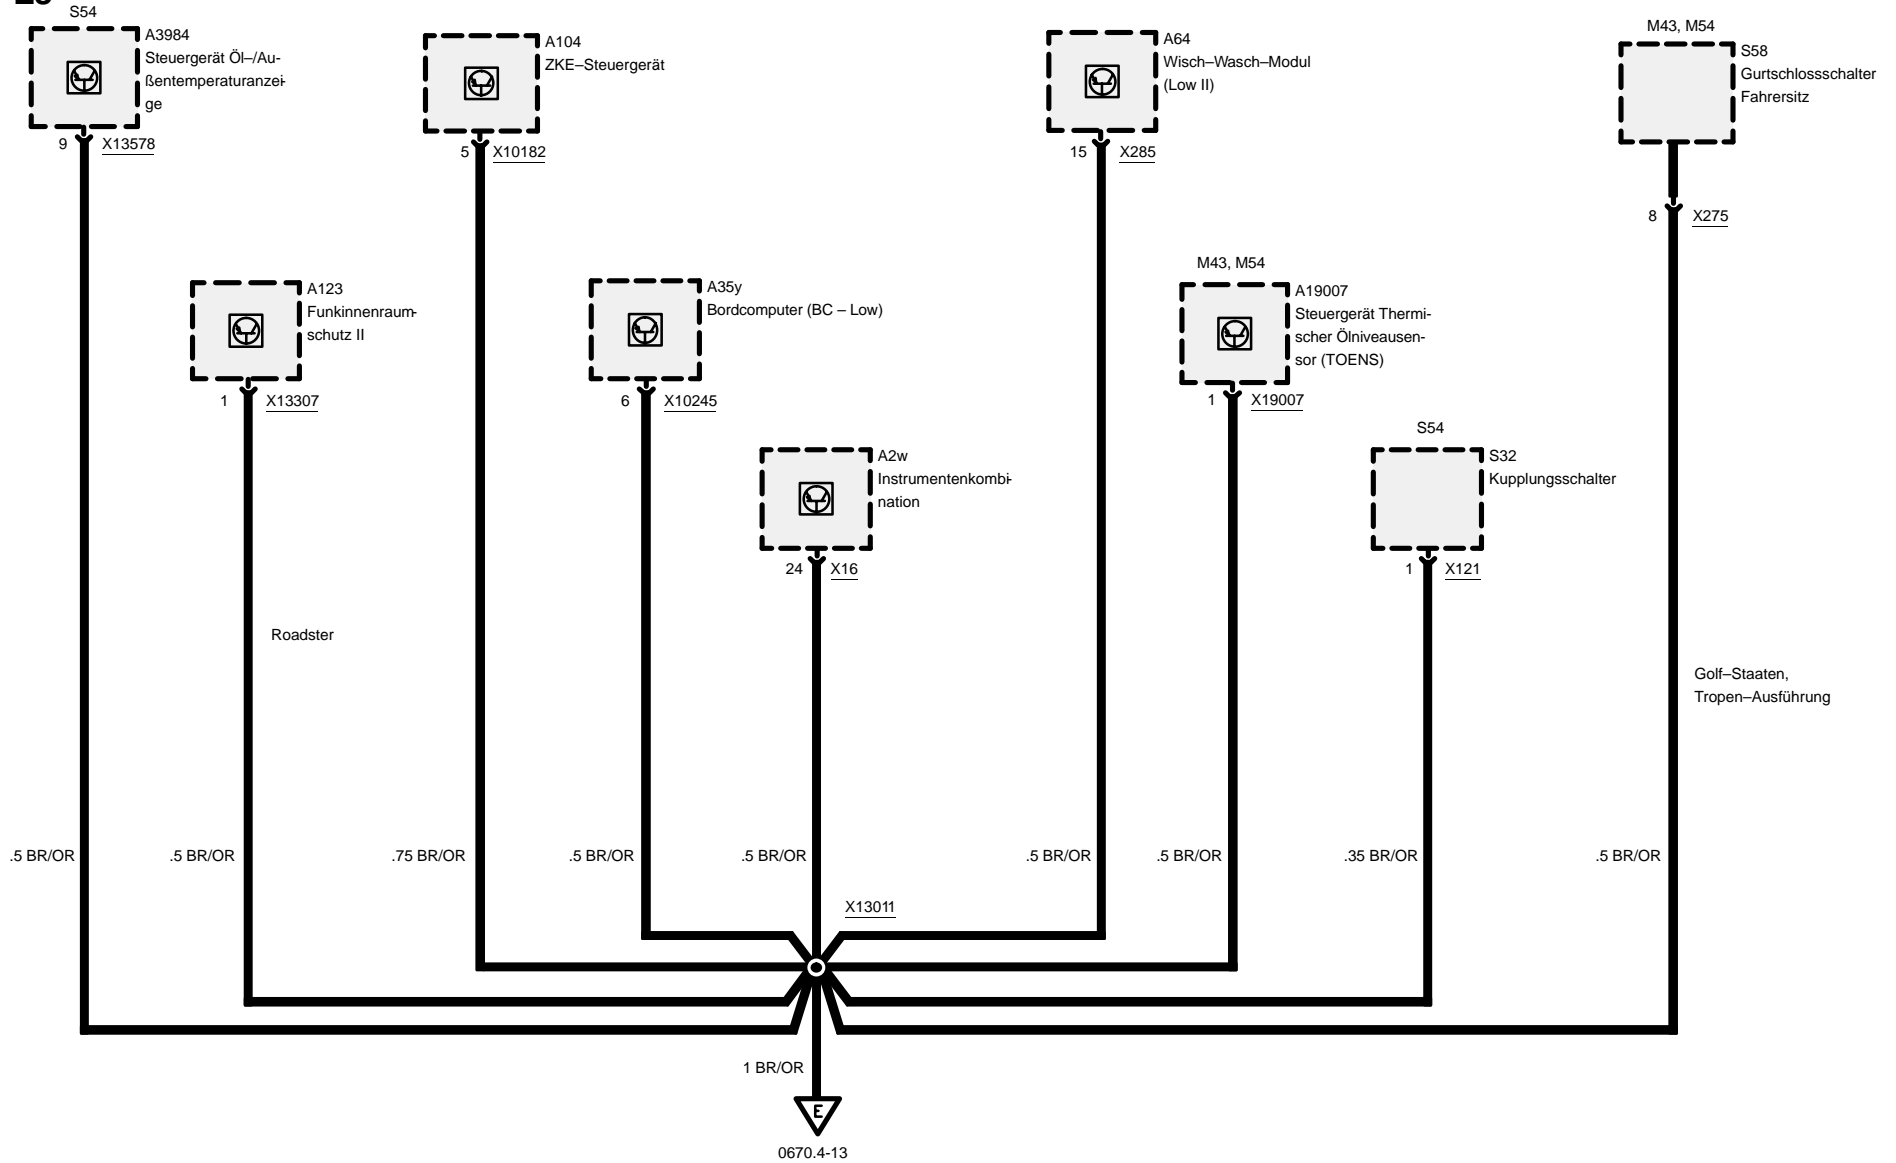 S54
A3984
Steuergerät Öl–/Au-
ßentemperaturanzei-
ge
9 X13578
A104
ZKE–Steuergerät
5 X10182
A64
Wisch–Wasch–Modul
(Low II)
15 X285
M43, M54
S58
Gurtschlossschalter
Fahrersitz
8 X275
A123
Funkinnenraum-
schutz II
1 X13307
A35y
Bordcomputer (BC – Low)
6 X10245
M43, M54
A19007
Steuergerät Thermi-
scher Ölniveausen-
sor (TOENS)
1 X19007
A2w
Instrumentenkombi-
nation
24 X16
S54
S32
Kupplungsschalter
1 X121
Roadster
Golf–Staaten,
Tropen–Ausführung
.5 BR/OR .5 BR/OR .75 BR/OR .5 BR/OR .5 BR/OR .5 BR/OR .5 BR/OR .35 BR/OR .5 BR/OR
X13011
1 BR/OR
E
0670.4-13